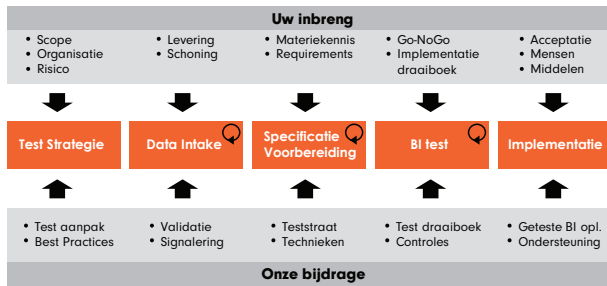 Uw inbreng
• Scope
• Organisatie
• Risico
• Levering
• Schoning
• Materiekennis
• Requirements
• Go-NoGo
• Implementatie
draaiboek
• Acceptatie
• Mensen
• Middelen
Test Strategie
Data Intake
Specificatie
Voorbereiding
BI test
Implementatie
• Test aanpak
• Best Practices
• Validatie
• Signalering
• Teststraat
• Technieken
• Test draaiboek
• Controles
• Geteste BI opl.
• Ondersteuning
Onze bijdrage